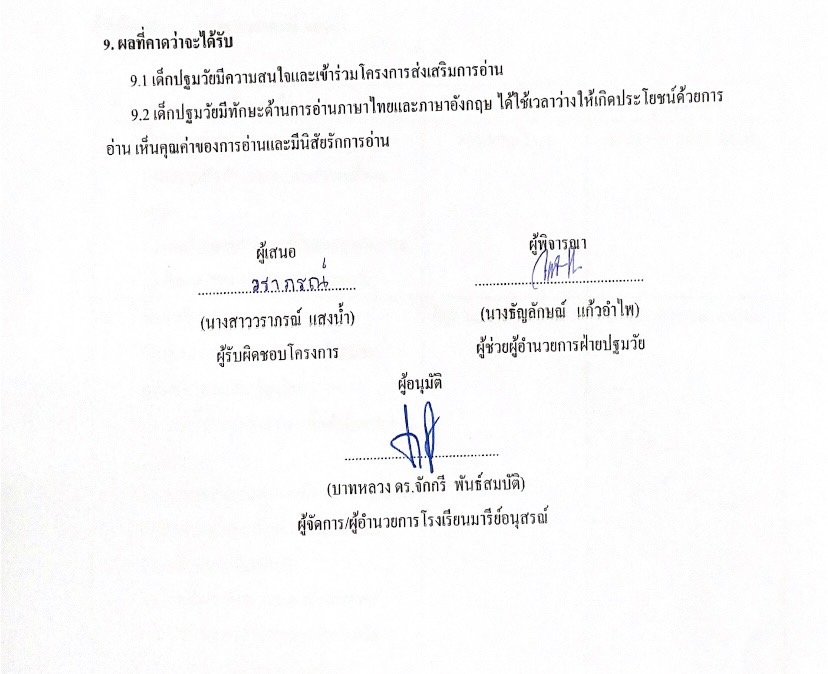 9. ผลที่คาดว่าจะได้รับ
9.1 เด็กปฐมวัยมีความสนใจและเข้าร่วมโครงการส่งเสริมการอ่าน
9.2 เด็กปฐมวัยมีทักษะด้านการอ่านภาษาไทยและภาษาอังกฤษ ได้ใช้เวลาว่างให้เกิดประโยชน์ด้วยการ
อ่าน เห็นคุณค่าของการอ่านและมีนิสัยรักการอ่าน
ผู้เสนอ
วราภรณ์
(นางสาววราภรณ์ แสงน้ำ)
ผู้รับผิดชอบโครงการ
ผู้พิจารณา
(นางธัญลักษณ์ แก้วอำไพ)
ผู้ช่วยผู้อำนวยการฝ่ายปฐมวัย
ผู้อนุมัติ
(บาทหลวง ดร.จักกรี พันธ์สมบัติ)
ผู้จัดการ/ผู้อำนวยการโรงเรียนมารีย์อนุสรณ์